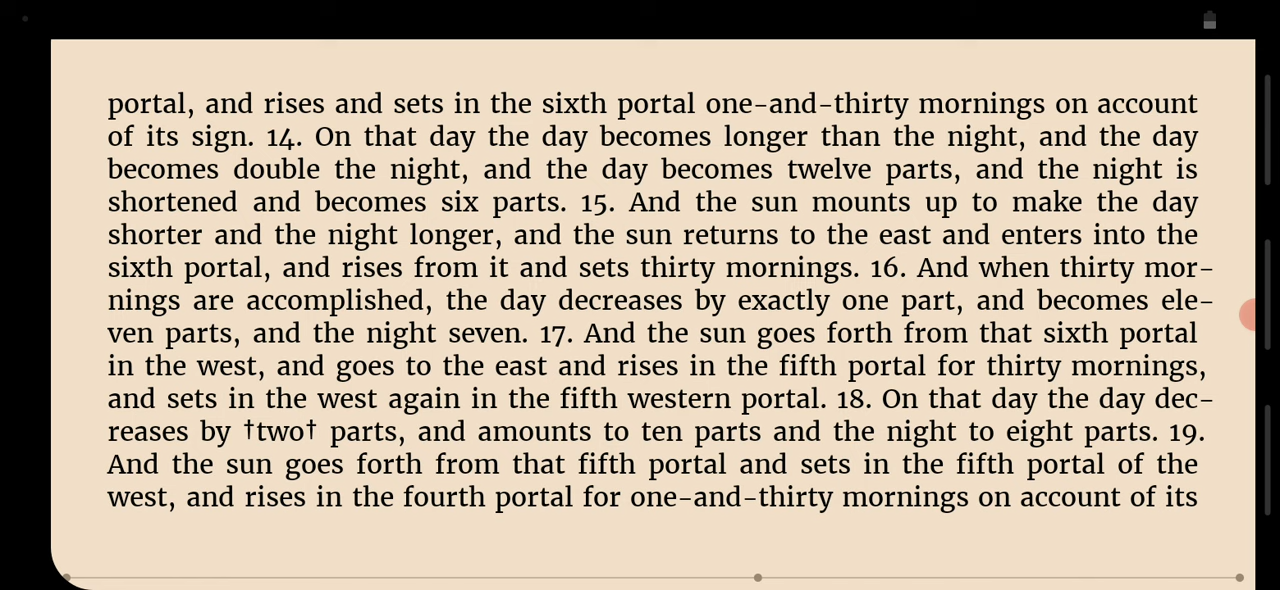 portal, and rises and sets in the sixth portal one-and-thirty mornings on account
of its sign. 14. On that day the day becomes longer than the night, and the day
becomes double the night, and the day becomes twelve parts, and the night is
shortened and becomes six parts. 15. And the sun mounts up to make the day
shorter and the night longer, and the sun returns to the east and enters into the
sixth portal, and rises from it and sets thirty mornings. 16. And when thirty mor-
nings are accomplished, the day decreases by exactly one part, and becomes ele-
ven parts, and the night seven. 17. And the sun goes forth from that sixth portal
in the west, and goes to the east and rises in the fifth portal for thirty mornings,
and sets in the west again in the fifth western portal. 18. On that day the day dec-
reases by †two† parts, and amounts to ten parts and the night to eight parts. 19.
And the sun goes forth from that fifth portal and sets in the fifth portal of the
west, and rises in the fourth portal for one-and-thirty mornings on account of its